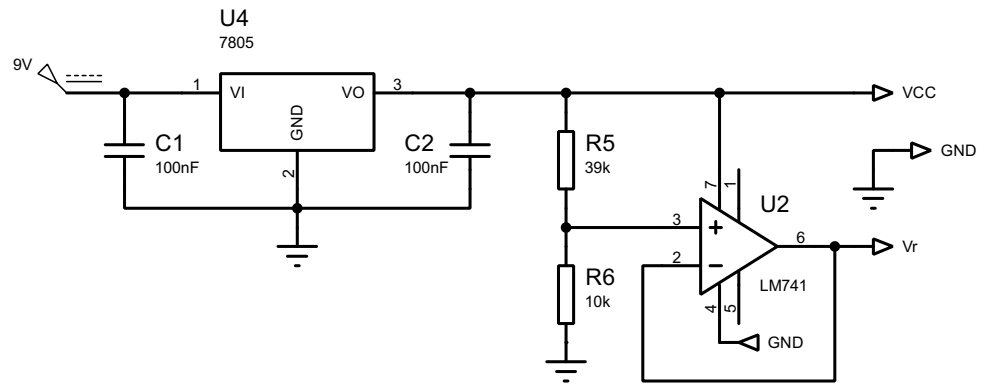 U4
7805
9V
1
VI
VO
3
VCC
GND
2
C1
100nF
C2
100nF
R5
39k
GND
7
1
U2
3
+
6
Vr
2
−
R6
10k
LM741
4
5
GND